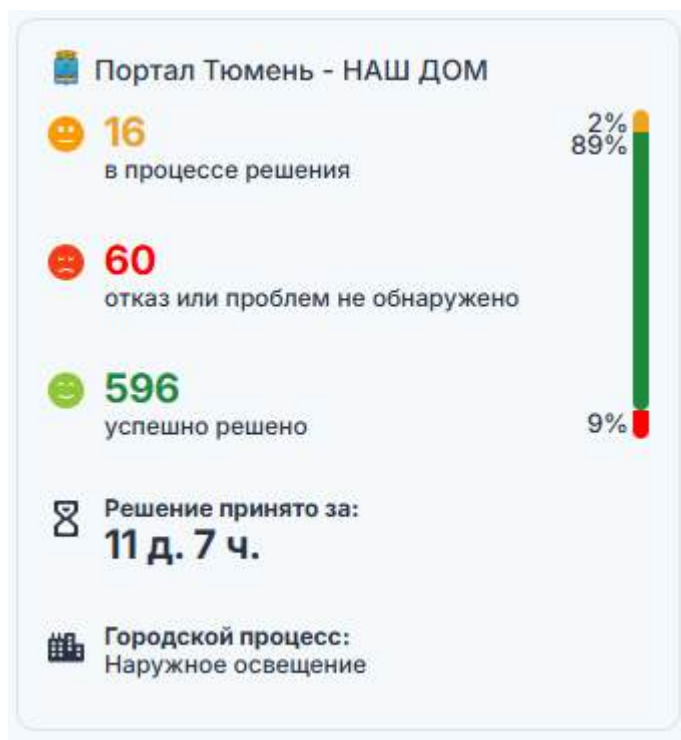 Портал Тюмень - НАШ ДОМ
16
в процессе решения
2%
89%
60
отказ или проблем не обнаружено
596
успешно решено
9%
Решение принято за:
11 д. 7 ч.
Городской процесс:
Наружное освещение